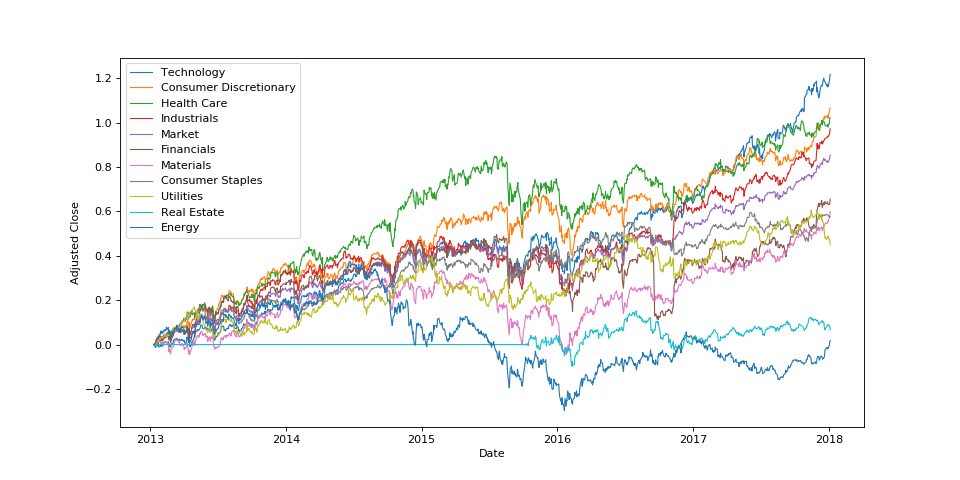 1.2
1.0
0.8
0.6
0.4
0.2
0.0
−0.2
Adjusted Close
Technology
Consumer Discretionary
Health Care
Industrials
Market
Financials
Materials
Consumer Staples
Utilities
Real Estate
Energy
2013 2014 2015 2016 2017 2018
Date